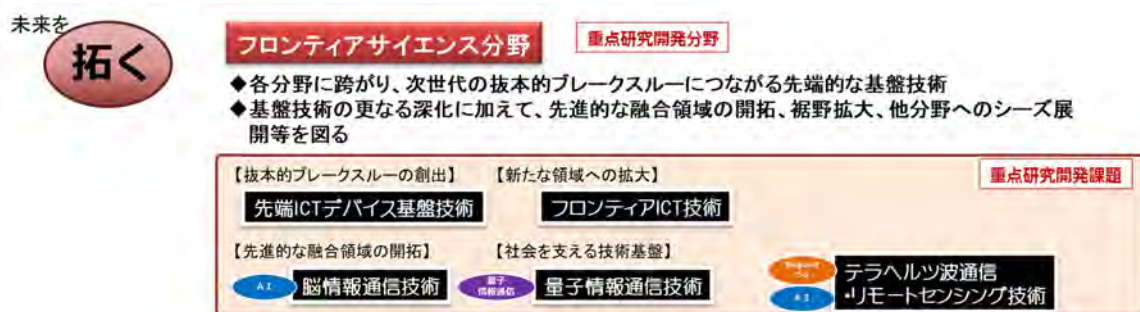 未来を
拓く
フロンティアサイエンス分野
重点研究開発分野
◆各分野に跨がり、次世代の抜本的ブレークスルーにつながる先端的な基盤技術
◆基盤技術の更なる深化に加えて、先進的な融合領域の開拓、裾野拡大、他分野へのシーズ展
開等を図る
重点研究開発課題
【抜本的ブレークスルーの創出】
先端ICTデバイス基盤技術
【新たな領域への拡大】
フロンティアICT技術
【先進的な融合領域の開拓】
AI
脳情報通信技術
【社会を支える技術基盤】
量子
情報通信
量子情報通信技術
AI
テラヘルツ波通信
・リモートセンシング技術